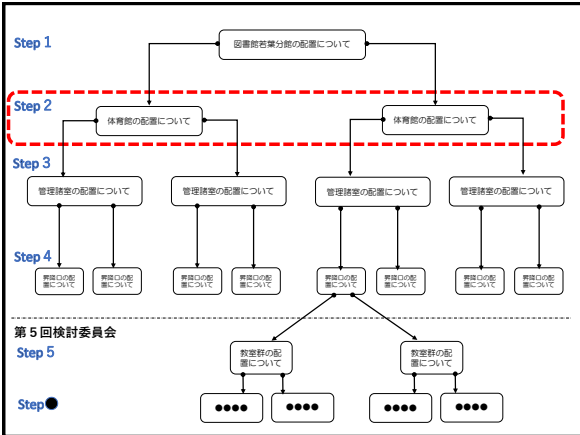 Step 1
図書館若葉分館の配置について
Step 2
体育館の配置について
体育館の配置について
Step 3
管理諸室の配置について
管理諸室の配置について
管理諸室の配置について
管理諸室の配置について
Step 4
昇降口の配
置について
昇降口の配
置について
昇降口の配
置について
昇降口の配
置について
昇降口の配
置について
昇降口の配
置について
昇降口の配
置について
昇降口の配
置について
第5回検討委員会
Step 5
教室群の配
置について
教室群の配
置について
Step●
●●●●
●●●●
●●●●
●●●●